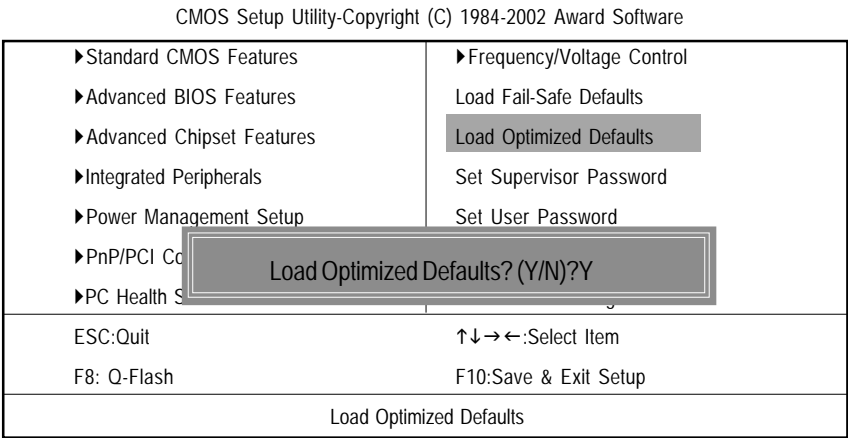 CMOS Setup Utility-Copyright (C) 1984-2002 Award Software
▶Standard CMOS Features
▶Advanced BIOS Features
▶Advanced Chipset Features
▶Integrated Peripherals
▶Power Management Setup
▶PnP/PCI
▶PC Health
▶Frequency/Voltage Control
Load Fail-Safe Defaults
Load Optimized Defaults
Set Supervisor Password
Set User Password
Load Optimized Defaults? (Y/N)?Y
ESC:Quit
↑↓→←:Select Item
F8: Q-Flash
F10:Save & Exit Setup
Load Optimized Defaults